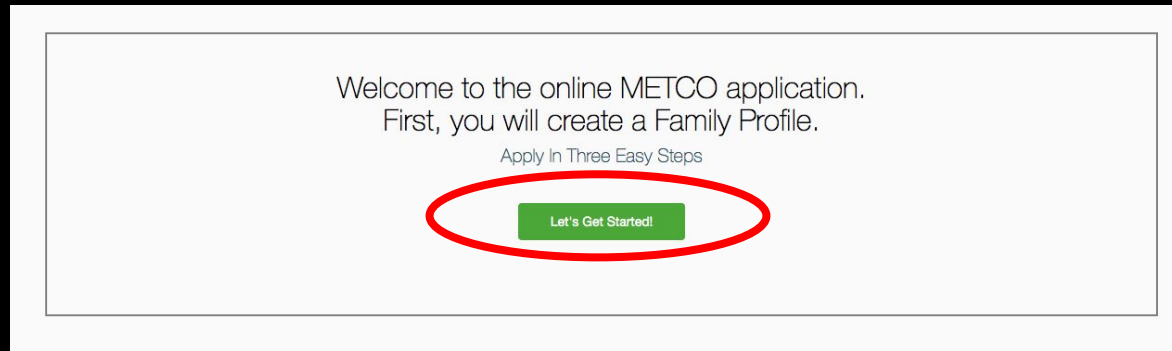 Welcome to the online METCO application.
First, you will create a Family Profile.
Apply In Three Easy Steps
Let's Get Started!